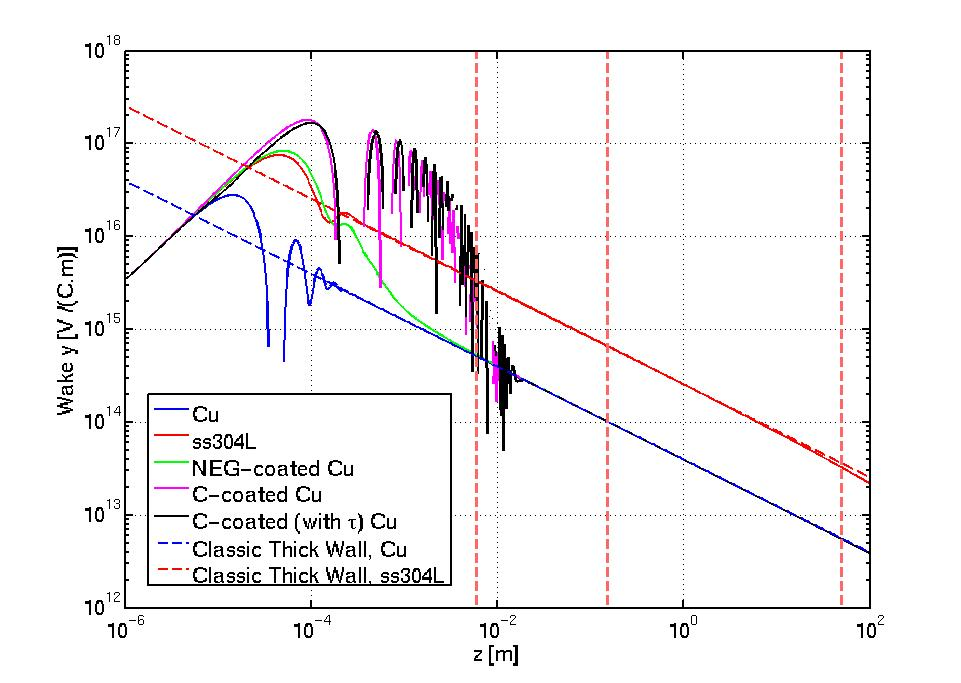 10^18
10^17
10^16
10^15
10^14
10^13
10^12
Wake y [V /(C.m)]
Cu
ss304L
NEG-coated Cu
C-coated Cu
C-coated (with τ) Cu
Classic Thick Wall, Cu
Classic Thick Wall, ss304L
10^-6 10^-4 10^-2 10^0 10^2
z [m]